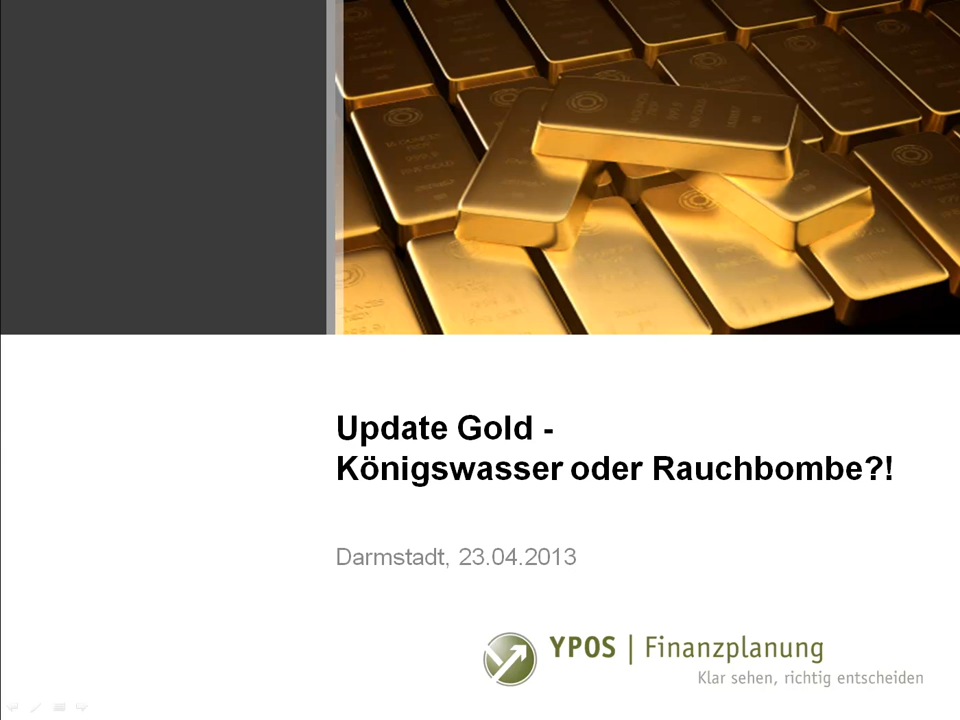 Update Gold -
Königswasser oder Rauchbombe?!
Darmstadt, 23.04.2013
YPOS | Finanzplanung
Klar sehen, richtig entscheiden